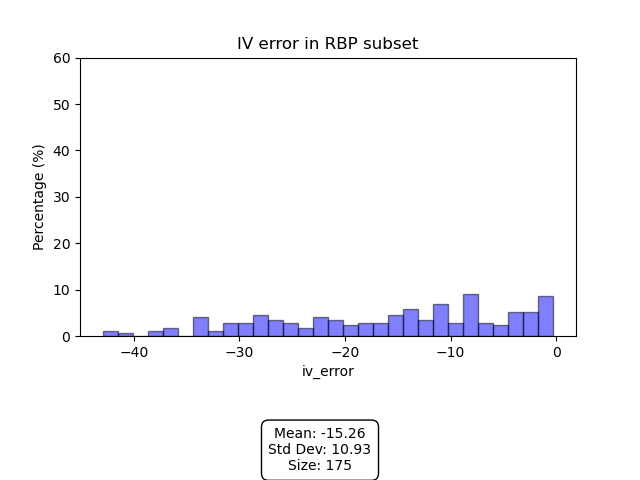 IV error in RBP subset
60
50
40
30
20
10
0
Percentage (%)
−40
−30
−20
−10
0
iv_error
Mean: -15.26
Std Dev: 10.93
Size: 175